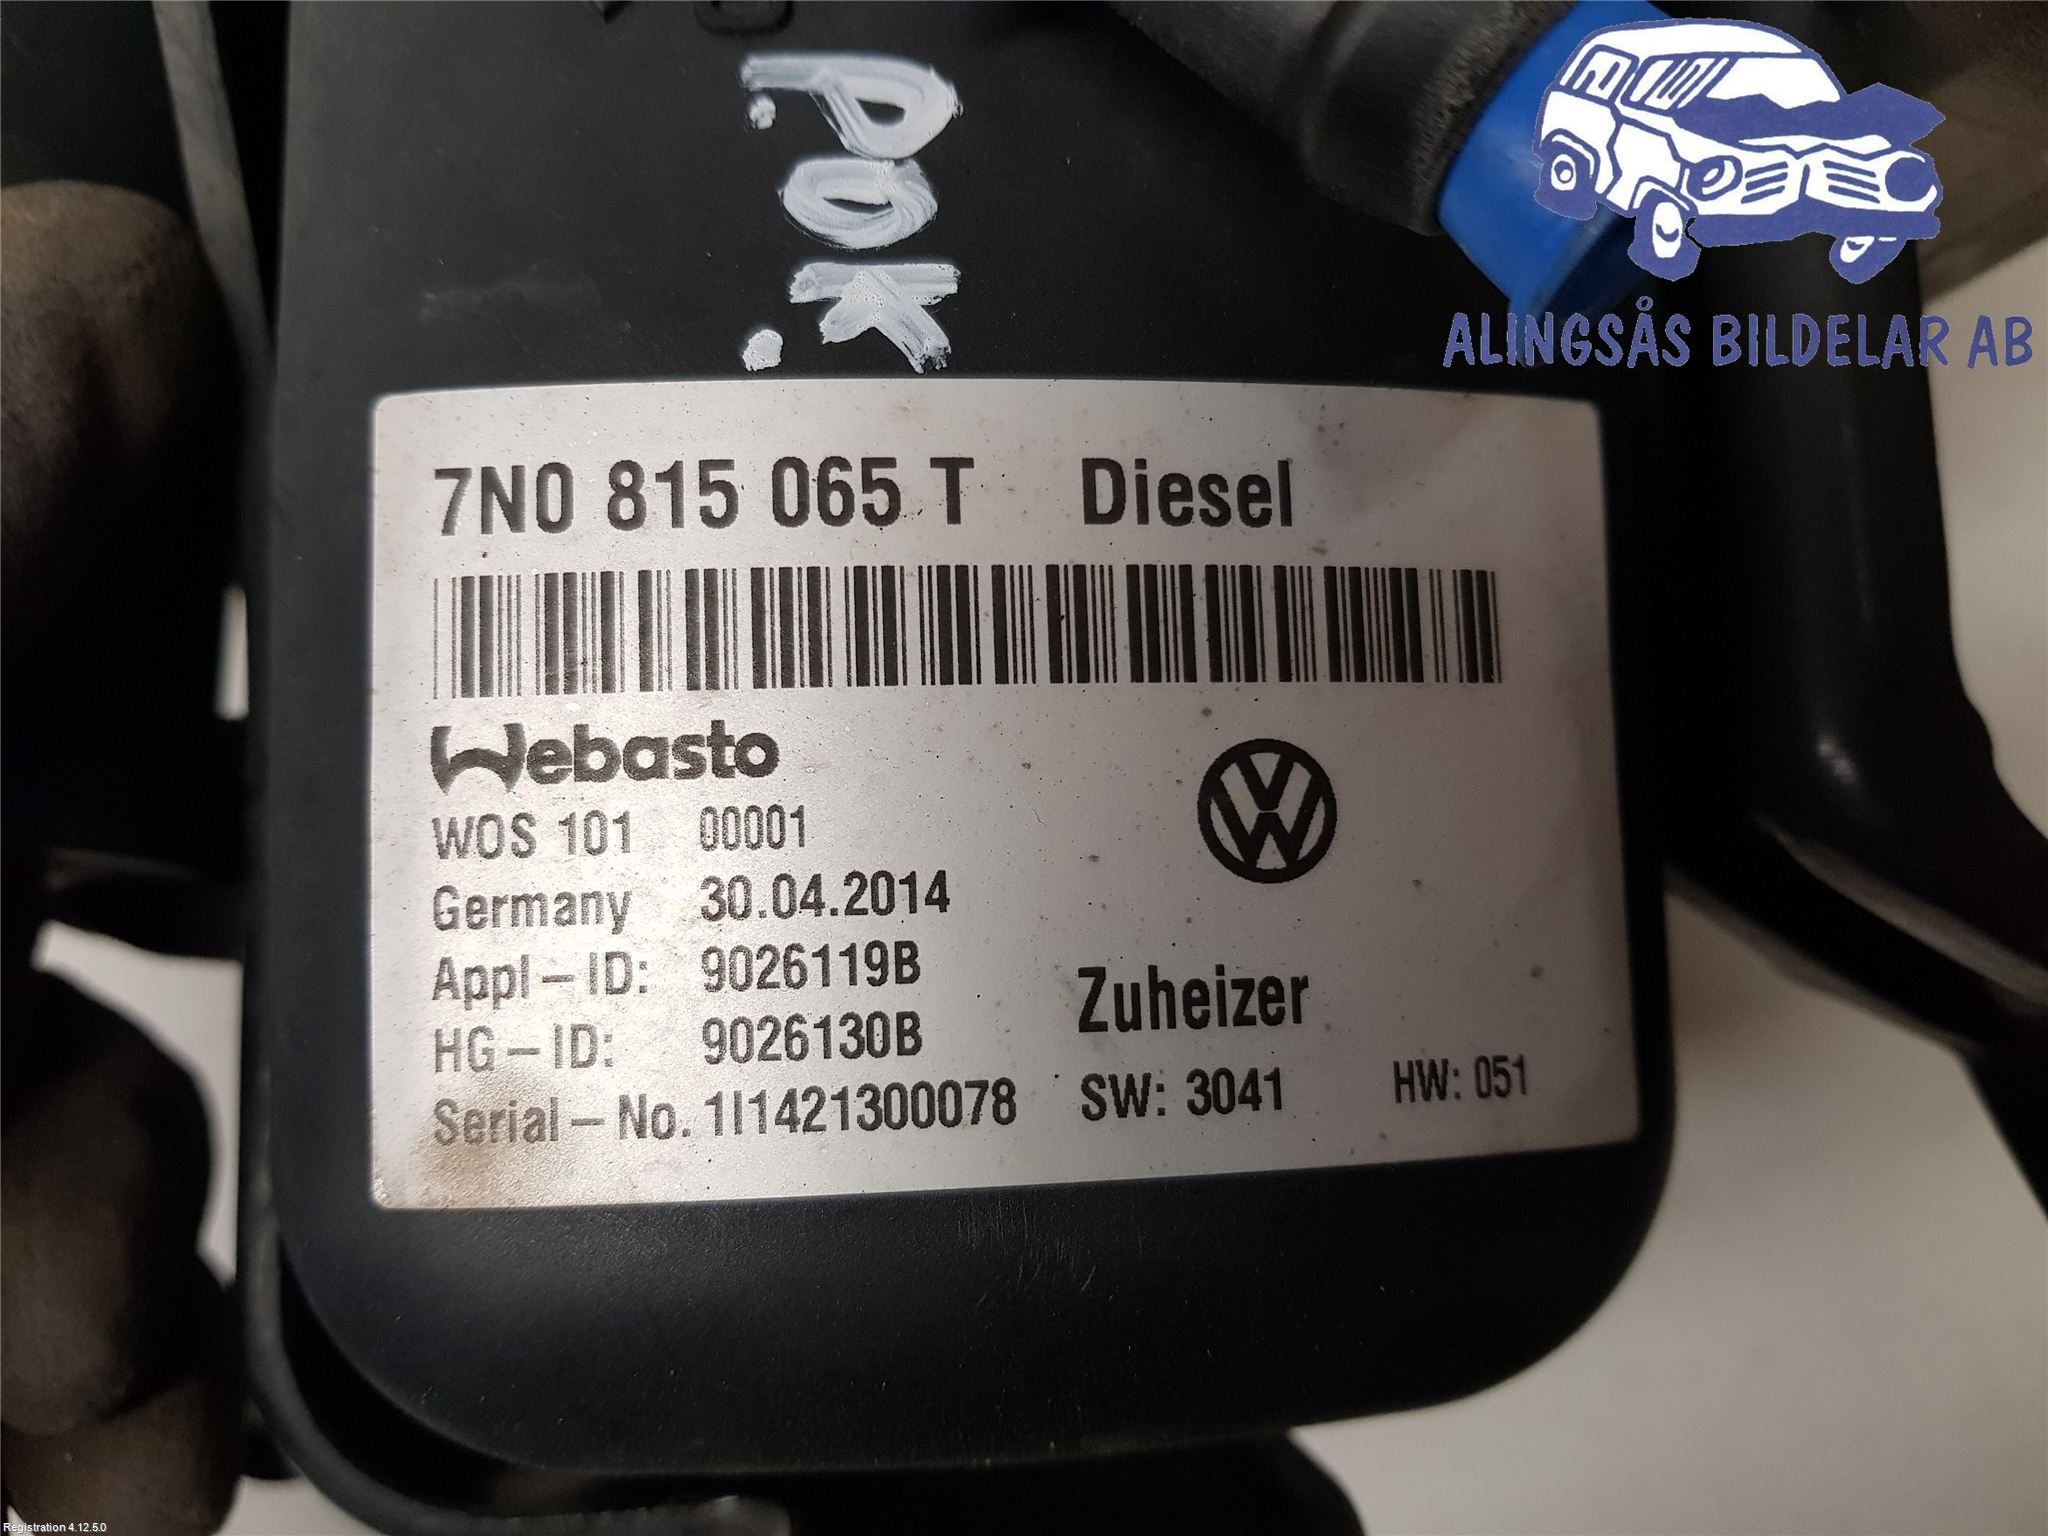 P.OK.
ALINGSÅS BILDELAR AB
7N0 815 065 T Diesel
Webasto
WOS 101 00001
Germany 30.04.2014
Appl-ID: 9026119B
HG-ID: 9026130B Zuheizer
Serial-No. 1I1421300078 SW: 3041 HW: 051
Registration 4.12.5.0